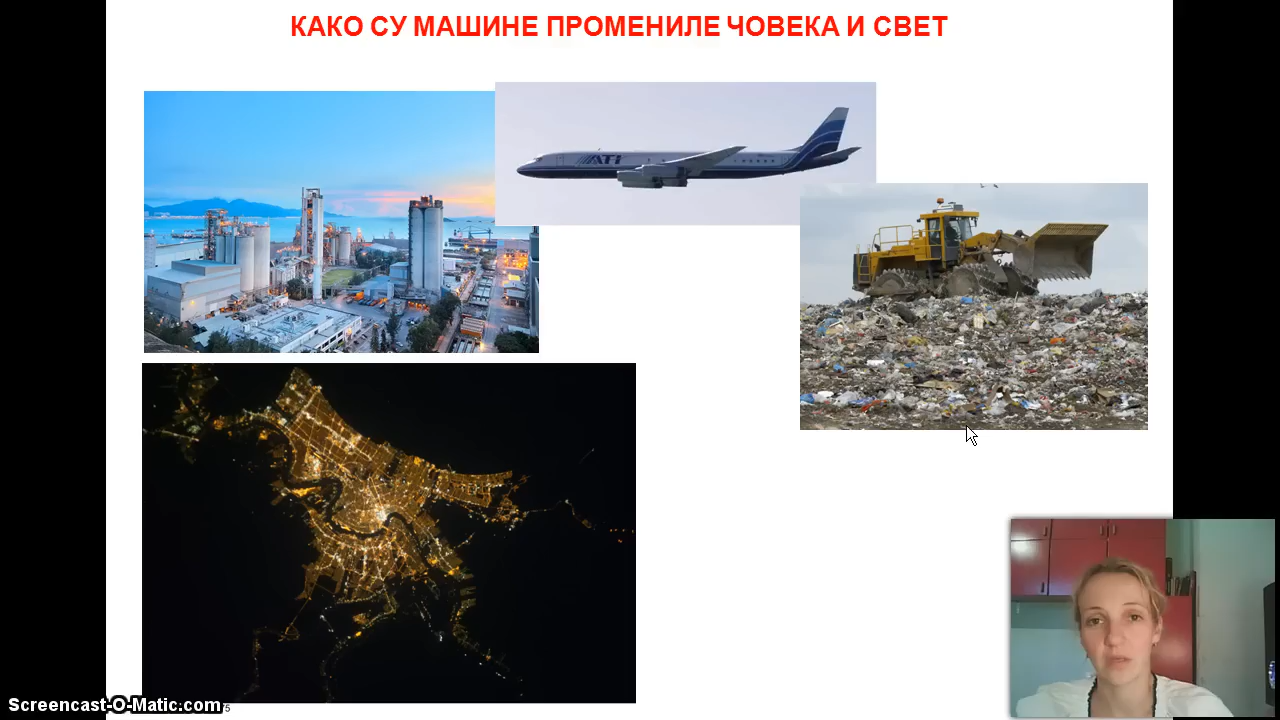 КАКО СУ МАШИНЕ ПРОМЕНИЛЕ ЧОВЕКА И СВЕТ
ATI
Screencast-O-Matic.com